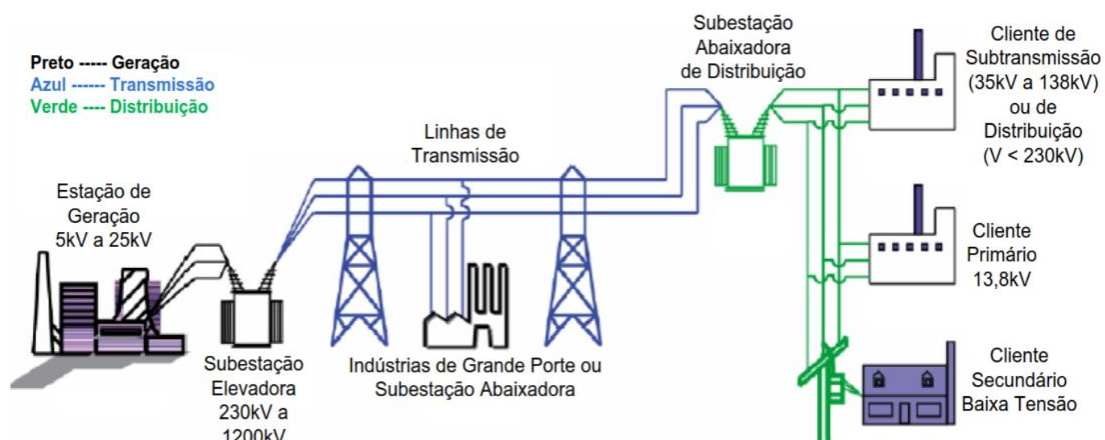 Preto ----- Geração
Azul ------ Transmissão
Verde ---- Distribuição
Estação de
Geração
5kV a 25kV
Subestação
Elevadora
230kV a
1200kV
Linhas de
Transmissão
Indústrias de Grande Porte ou
Subestação Abaixadora
Subestação
Abaixadora
de Distribuição
Cliente de
Subtransmissão
(35kV a 138kV)
ou de
Distribuição
(V < 230kV)
Cliente
Primário
13,8kV
Cliente
Secundário
Baixa Tensão